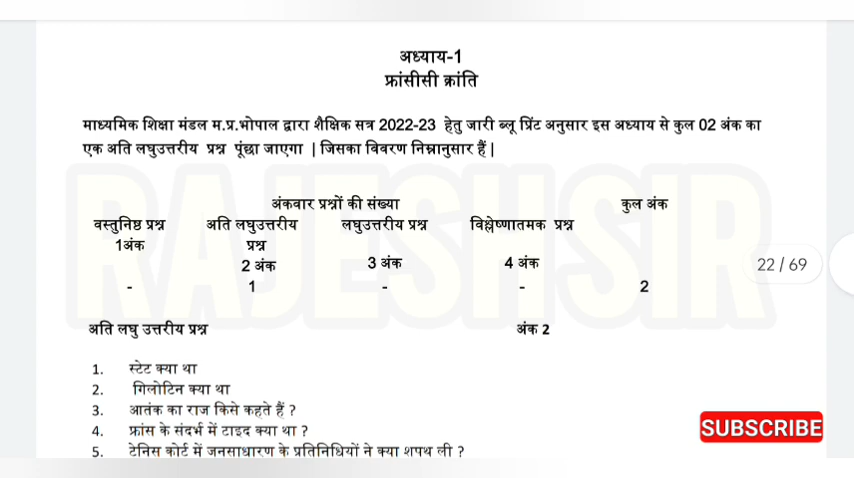 अध्याय-1
फ्रांसीसी क्रांति
माध्यमिक शिक्षा मंडल म.प्र.भोपाल द्वारा शैक्षिक सत्र 2022-23 हेतु जारी ब्लू प्रिंट अनुसार इस अध्याय से कुल 02 अंक का
एक अति लघुउत्तरीय प्रश्न पूंछा जाएगा | जिसका विवरण निम्नानुसार हैं |
RAJESH SIR
अंकवार प्रश्नों की संख्या कुल अंक
वस्तुनिष्ठ प्रश्न अति लघुउत्तरीय लघुउत्तरीय प्रश्न विश्लेष्णातमक प्रश्न
1अंक प्रश्न
2 अंक 3 अंक 4 अंक
- 1 - - 2
22 / 69
अति लघु उत्तरीय प्रश्न अंक 2
1. स्टेट क्या था
2. गिलोटिन क्या था
3. आतंक का राज किसे कहते हैं ?
4. फ्रांस के संदर्भ में टाइद क्या था ?
5. टेनिस कोर्ट में जनसाधारण के प्रतिनिधियों ने क्या शपथ ली ?
SUBSCRIBE